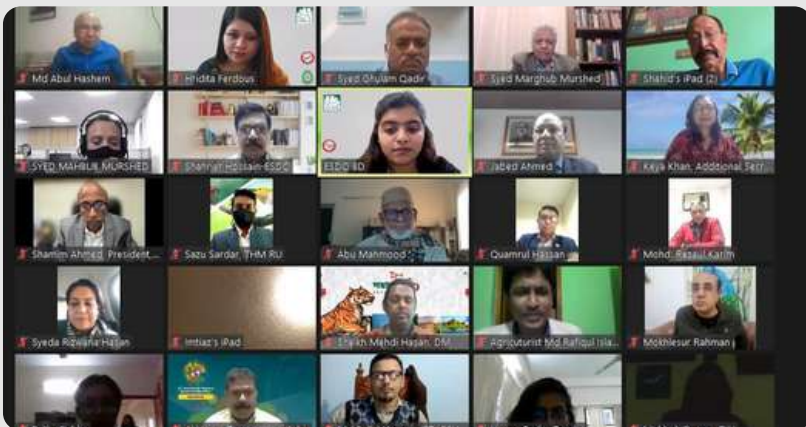 Md Abul Hashem
Hridita Ferdous
Syed Ghulam Qadir
Syed Marghub Murshed
Shahid's iPad (2)
SYED MAHBUB MURSHED
Shahriar Hossain-ESDO
ESDO BD
Jabed Ahmed
Keya Khan, Additional Secr...
Shamim Ahmed, President,...
Sazu Sardar, THM RU
Abu Mahmood
Quamrul Hassan
Mohd. Rezaul Karim
Syeda Rizwana Hasan
Imtiaz's iPad
Sheikh Mehdi Hasan, DM,
Agricuturist Md Rafiqul Isla...
Mokhlesur Rahman